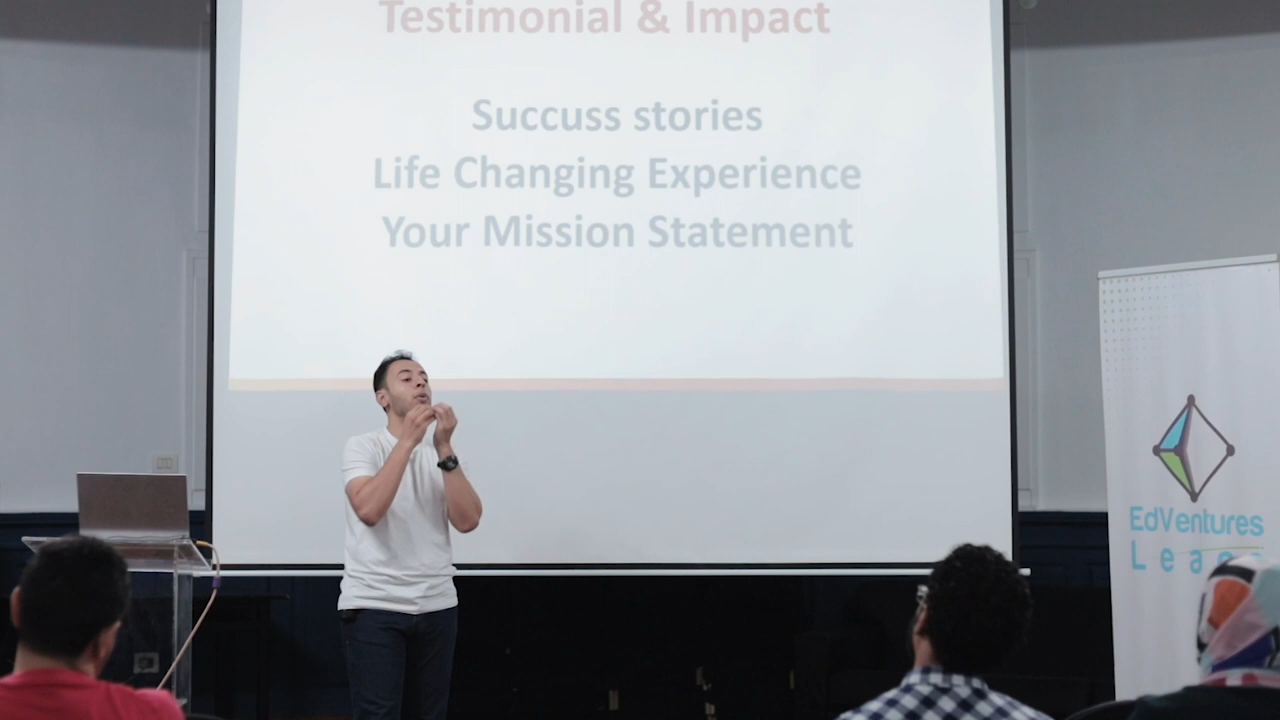 Testimonial & Impact
Succuss stories
Life Changing Experience
Your Mission Statement
EdVentures